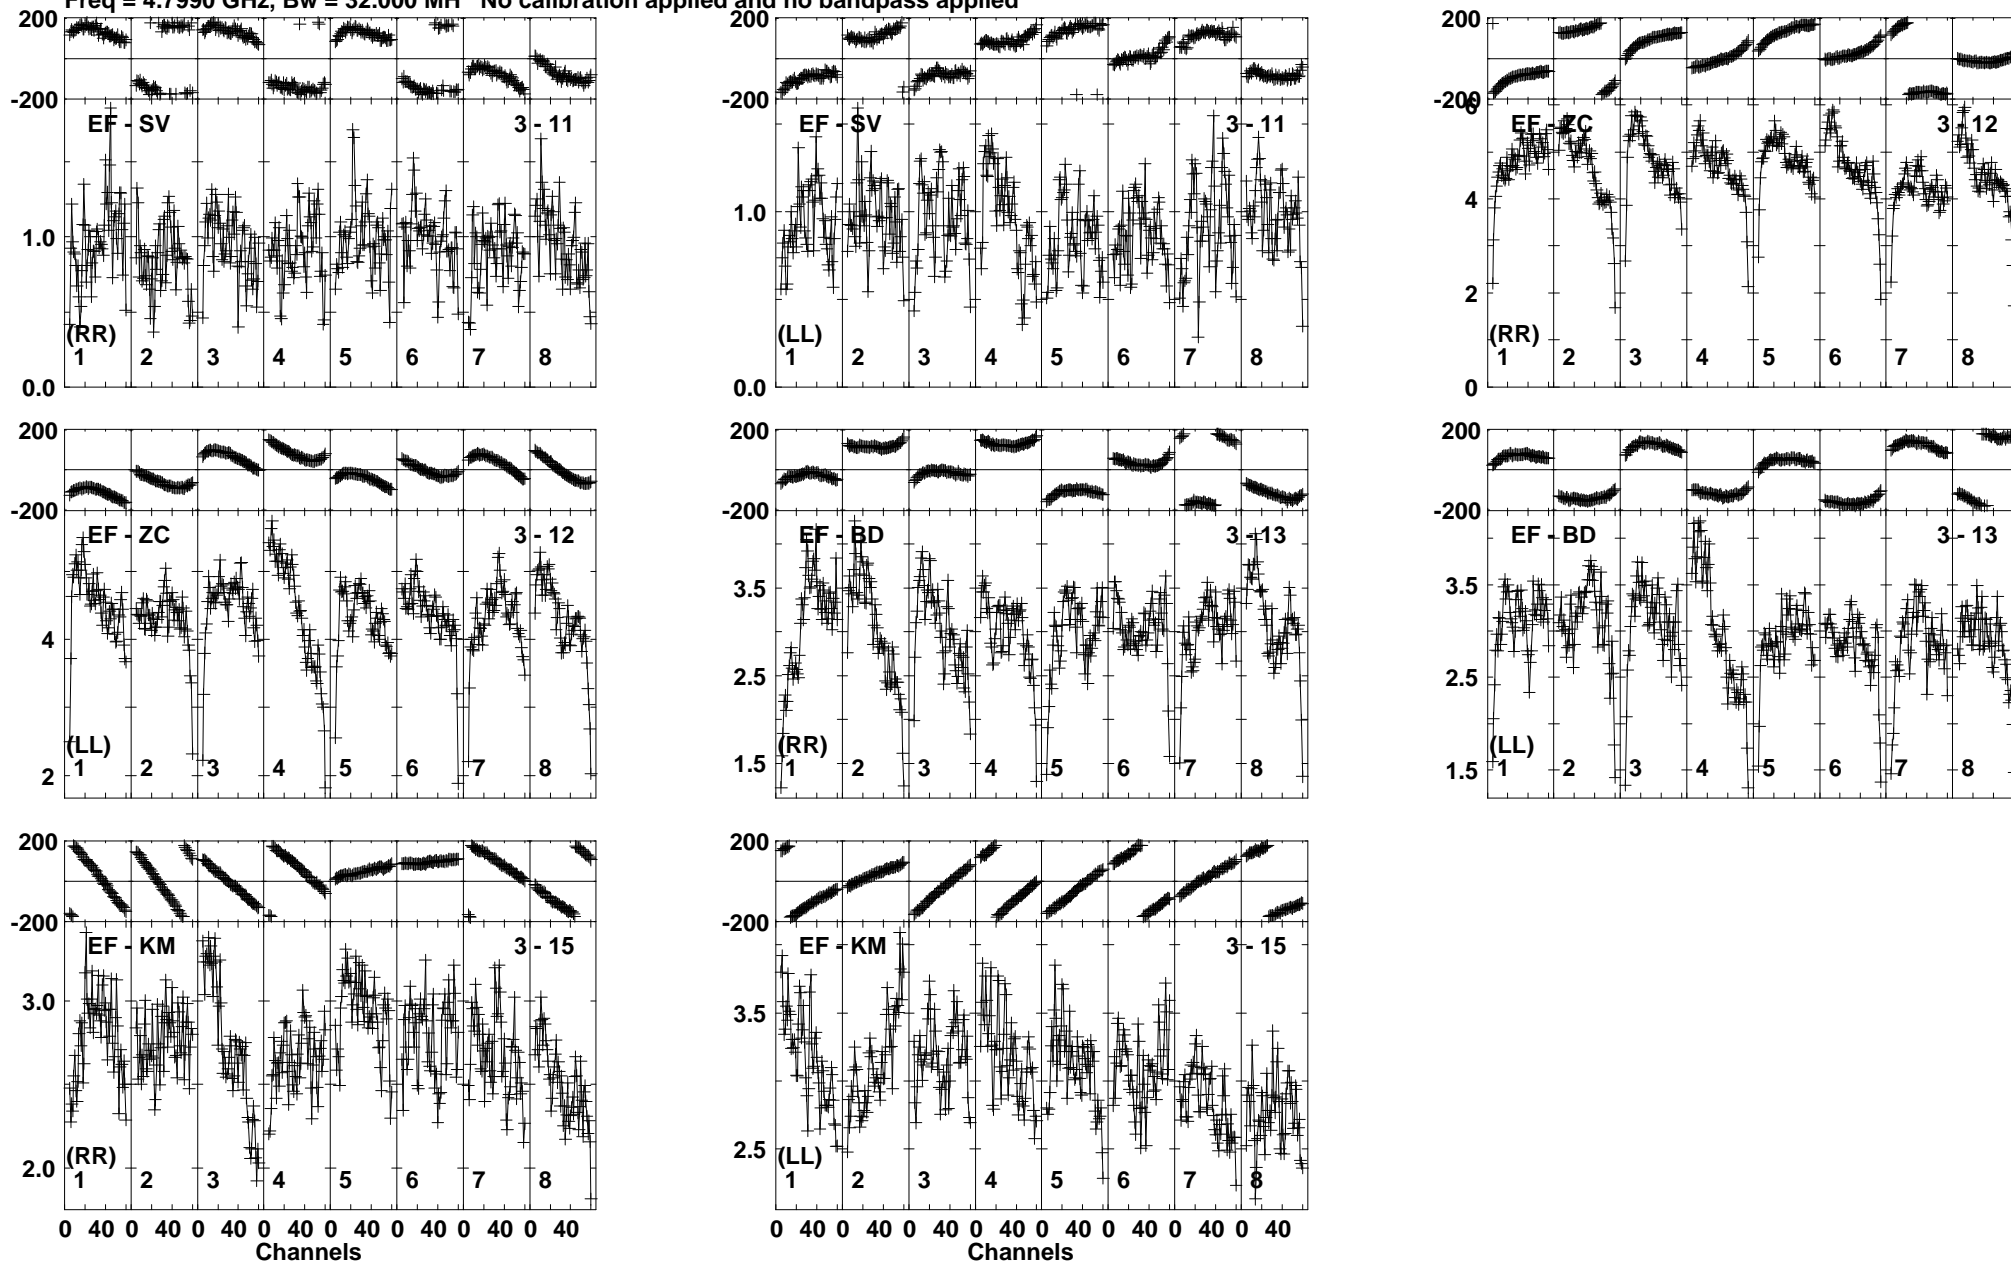 Freq = 4.7990 GHz, Bw = 32.000 MH No calibration applied and no bandpass applied
200
-200
EF - SV 3 - 11
1.0
(RR)
1 2 3 4 5 6 7 8
0.0
200
-200
EF - SV 3 - 11
1.0
(LL)
1 2 3 4 5 6 7 8
0.0
200
-200
6
EF - ZC 3 - 12
4
2
(RR)
1 2 3 4 5 6 7 8
0
200
-200
EF - ZC 3 - 12
4
(LL)
2
1 2 3 4 5 6 7 8
200
-200
EF - BD 3 - 13
3.5
2.5
(RR)
1.5
1 2 3 4 5 6 7 8
200
-200
EF - BD 3 - 13
3.5
2.5
(LL)
1.5
1 2 3 4 5 6 7 8
200
-200
EF - KM 3 - 15
3.0
(RR)
2.0
1 2 3 4 5 6 7 8
0 40 0 40 0 40 0 40 0 40 0 40 0 40 0 40
Channels
200
-200
EF - KM 3 - 15
3.5
2.5
(LL)
1 2 3 4 5 6 7 8
0 40 0 40 0 40 0 40 0 40 0 40 0 40 0 40
Channels